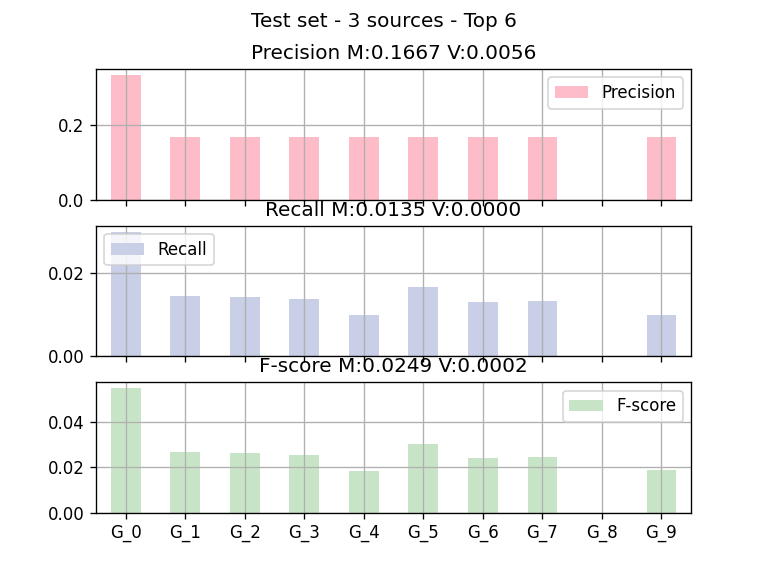 Test set - 3 sources - Top 6
Precision M:0.1667 V:0.0056
Precision
0.2
0.0
Recall M:0.0135 V:0.0000
Recall
0.02
0.00
F-score M:0.0249 V:0.0002
F-score
0.04
0.02
0.00
G_0 G_1 G_2 G_3 G_4 G_5 G_6 G_7 G_8 G_9